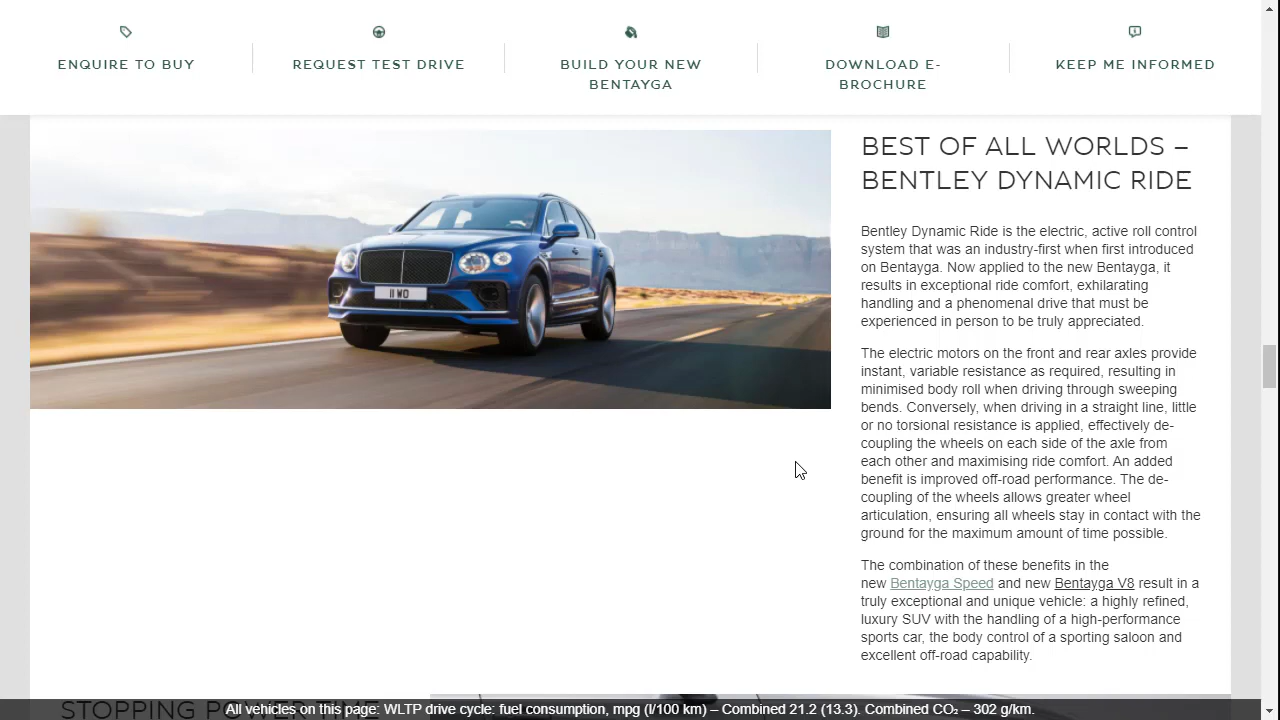 ENQUIRE TO BUY
REQUEST TEST DRIVE
BUILD YOUR NEW
BENTAYGA
DOWNLOAD E-
BROCHURE
KEEP ME INFORMED
II WO
BEST OF ALL WORLDS –
BENTLEY DYNAMIC RIDE
Bentley Dynamic Ride is the electric, active roll control
system that was an industry-first when first introduced
on Bentayga. Now applied to the new Bentayga, it
results in exceptional ride comfort, exhilarating
handling and a phenomenal drive that must be
experienced in person to be truly appreciated.
The electric motors on the front and rear axles provide
instant, variable resistance as required, resulting in
minimised body roll when driving through sweeping
bends. Conversely, when driving in a straight line, little
or no torsional resistance is applied, effectively de-
coupling the wheels on each side of the axle from
each other and maximising ride comfort. An added
benefit is improved off-road performance. The de-
coupling of the wheels allows greater wheel
articulation, ensuring all wheels stay in contact with the
ground for the maximum amount of time possible.
The combination of these benefits in the
new Bentayga Speed and new Bentayga V8 result in a
truly exceptional and unique vehicle: a highly refined,
luxury SUV with the handling of a high-performance
sports car, the body control of a sporting saloon and
excellent off-road capability.
STOPPING POWER TIME
All vehicles on this page: WLTP drive cycle: fuel consumption, mpg (l/100 km) – Combined 21.2 (13.3). Combined CO₂ – 302 g/km.